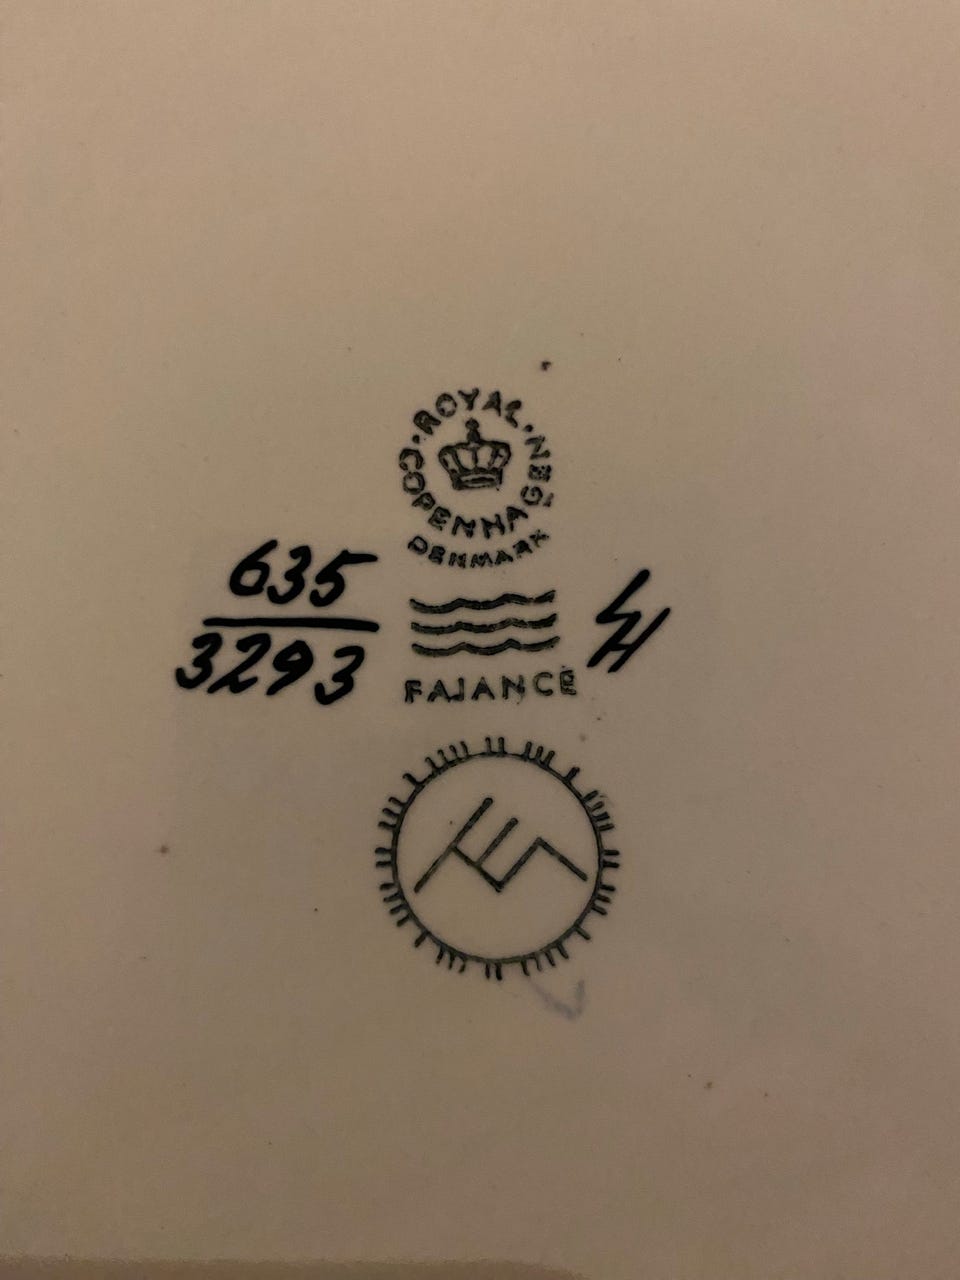 ROYAL
COPENHAGEN
DENMARK
635
3293
FAJANCE